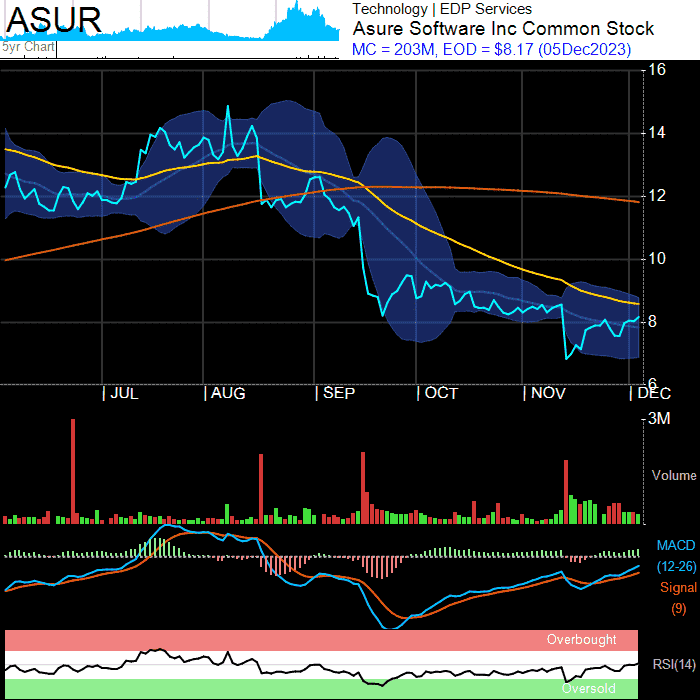 ASUR
5yr Chart
Technology | EDP Services
Asure Software Inc Common Stock
MC = 203M, EOD = $8.17 (05Dec2023)
16
14
12
10
8
6
JUL
AUG
SEP
OCT
NOV
DEC
3M
Volume
MACD
(12-26)
Signal
(9)
Overbought
RSI(14)
Oversold